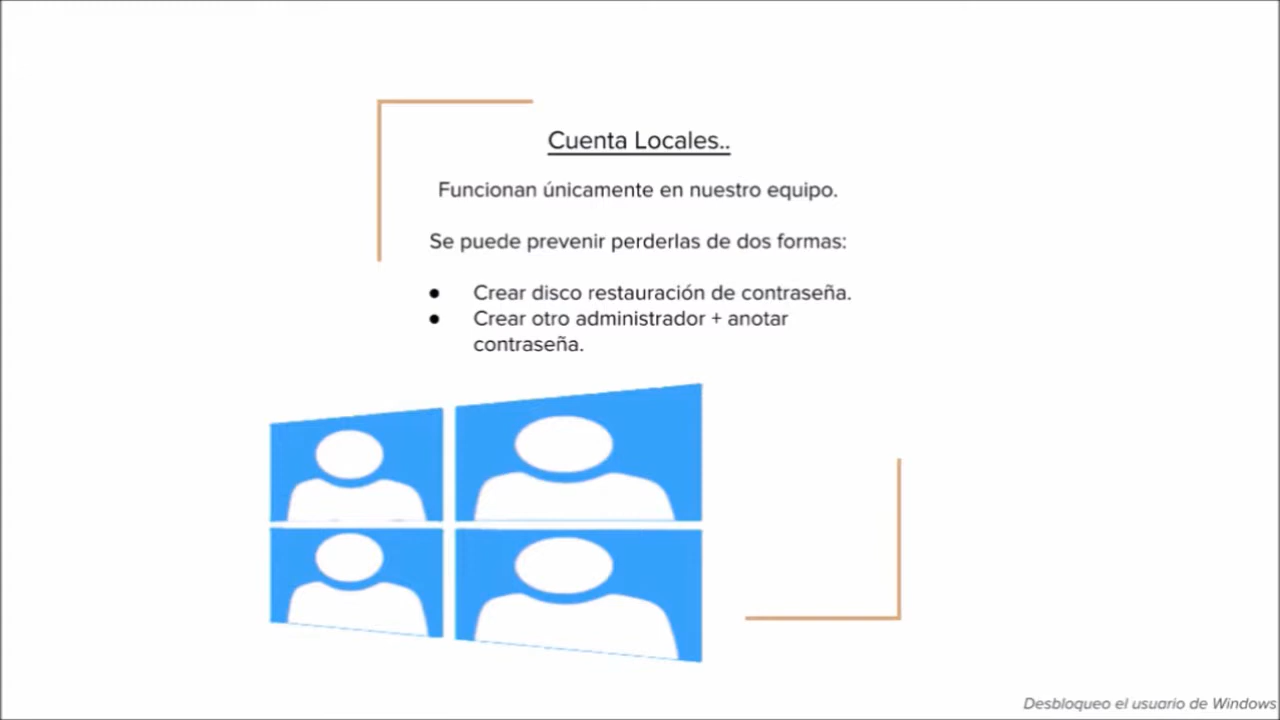 Cuenta Locales..
Funcionan únicamente en nuestro equipo.
Se puede prevenir perderlas de dos formas:
● Crear disco restauración de contraseña.
● Crear otro administrador + anotar
contraseña.
Desbloqueo el usuario de Windows